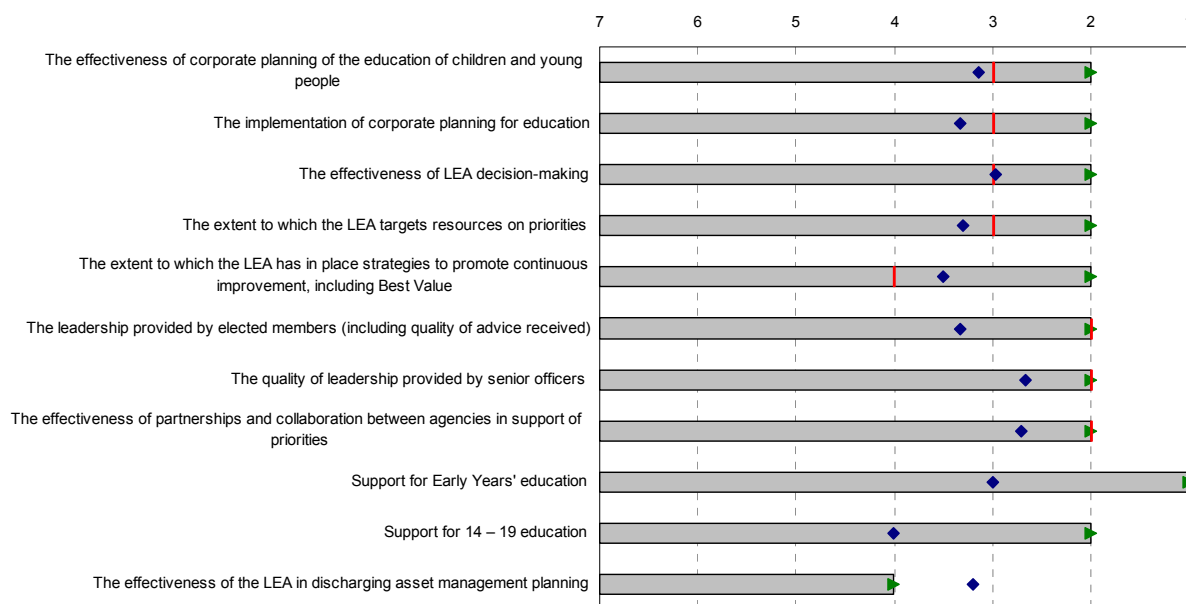 7 6 5 4 3 2 1
The effectiveness of corporate planning of the education of children and young
people
The implementation of corporate planning for education
The effectiveness of LEA decision-making
The extent to which the LEA targets resources on priorities
The extent to which the LEA has in place strategies to promote continuous
improvement, including Best Value
The leadership provided by elected members (including quality of advice received)
The quality of leadership provided by senior officers
The effectiveness of partnerships and collaboration between agencies in support of
priorities
Support for Early Years' education
Support for 14 – 19 education
The effectiveness of the LEA in discharging asset management planning